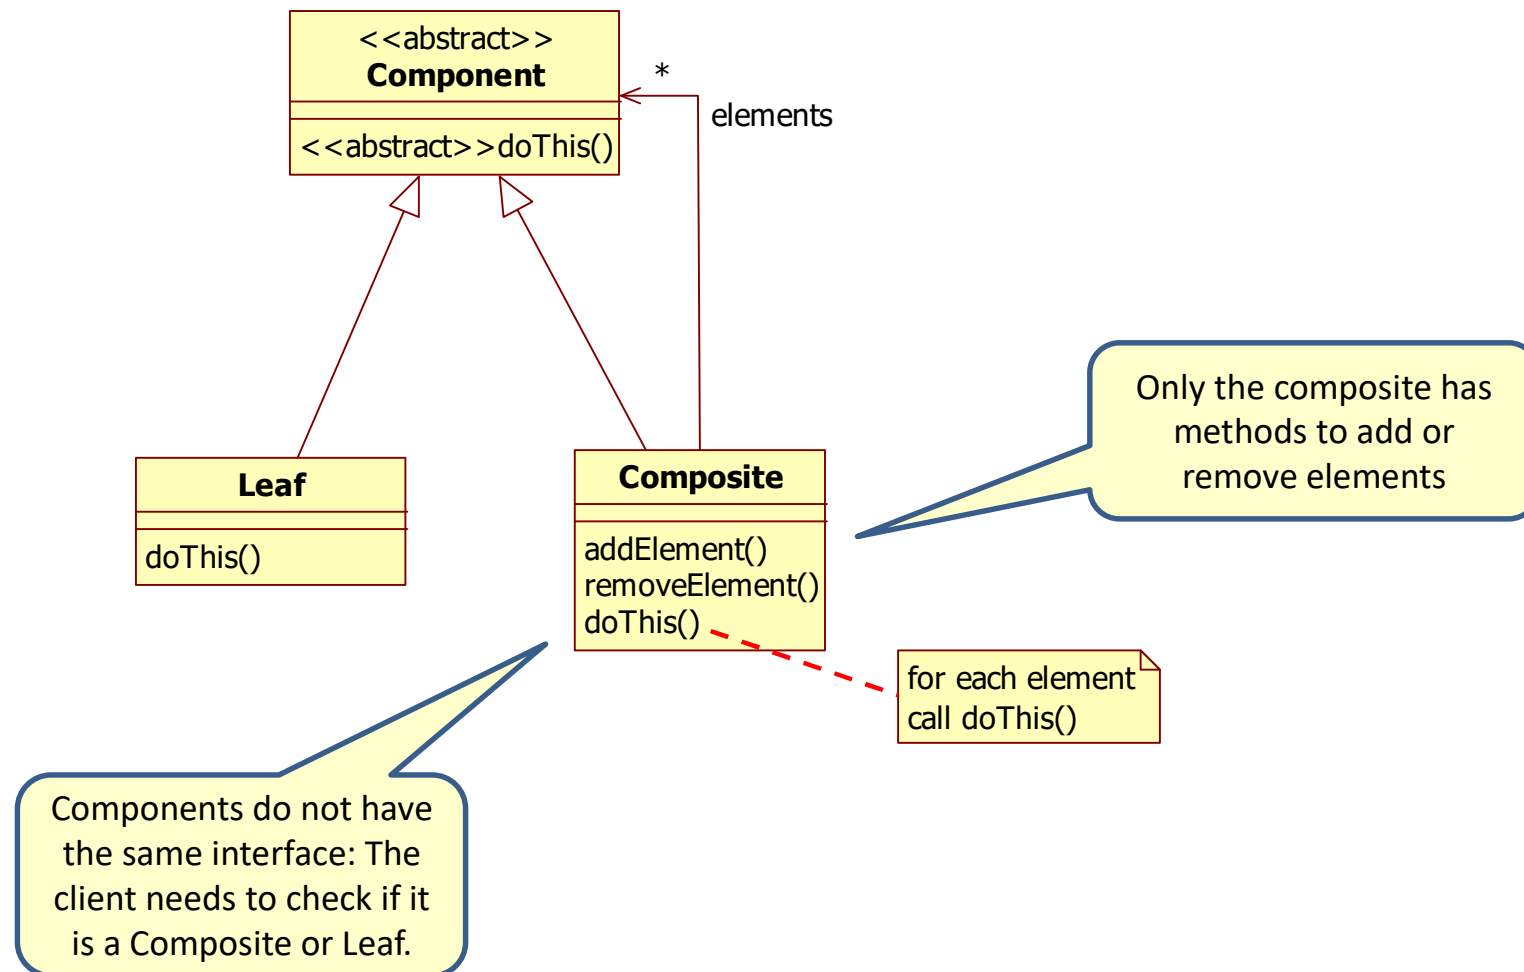 <<abstract>>
Component
<<abstract>>doThis()
*
elements
Leaf
doThis()
Composite
addElement()
removeElement()
doThis()
Only the composite has
methods to add or
remove elements
for each element
call doThis()
Components do not have
the same interface: The
client needs to check if it
is a Composite or Leaf.